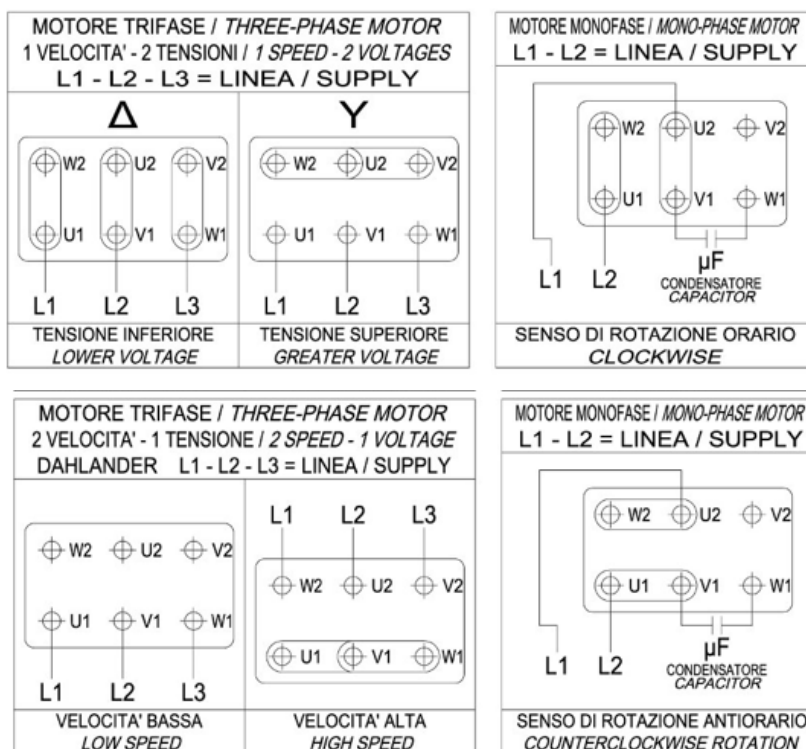 MOTORE TRIFASE / THREE-PHASE MOTOR
1 VELOCITA' - 2 TENSIONI / 1 SPEED - 2 VOLTAGES
L1 - L2 - L3 = LINEA / SUPPLY
Δ
W2 U2 V2
U1 V1 W1
L1 L2 L3
TENSIONE INFERIORE
LOWER VOLTAGE
Y
W2 U2 V2
U1 V1 W1
L1 L2 L3
TENSIONE SUPERIORE
GREATER VOLTAGE
MOTORE MONOFASE / MONO-PHASE MOTOR
L1 - L2 = LINEA / SUPPLY
W2 U2 V2
U1 V1 W1
L1 L2 µF
CONDENSATORE
CAPACITOR
SENSO DI ROTAZIONE ORARIO
CLOCKWISE
MOTORE TRIFASE / THREE-PHASE MOTOR
2 VELOCITA' - 1 TENSIONE / 2 SPEED - 1 VOLTAGE
DAHLANDER L1 - L2 - L3 = LINEA / SUPPLY
W2 U2 V2
U1 V1 W1
L1 L2 L3
VELOCITA' BASSA
LOW SPEED
L1 L2 L3
W2 U2 V2
U1 V1 W1
VELOCITA' ALTA
HIGH SPEED
MOTORE MONOFASE / MONO-PHASE MOTOR
L1 - L2 = LINEA / SUPPLY
W2 U2 V2
U1 V1 W1
L1 L2 µF
CONDENSATORE
CAPACITOR
SENSO DI ROTAZIONE ANTIORARIO
COUNTERCLOCKWISE ROTATION